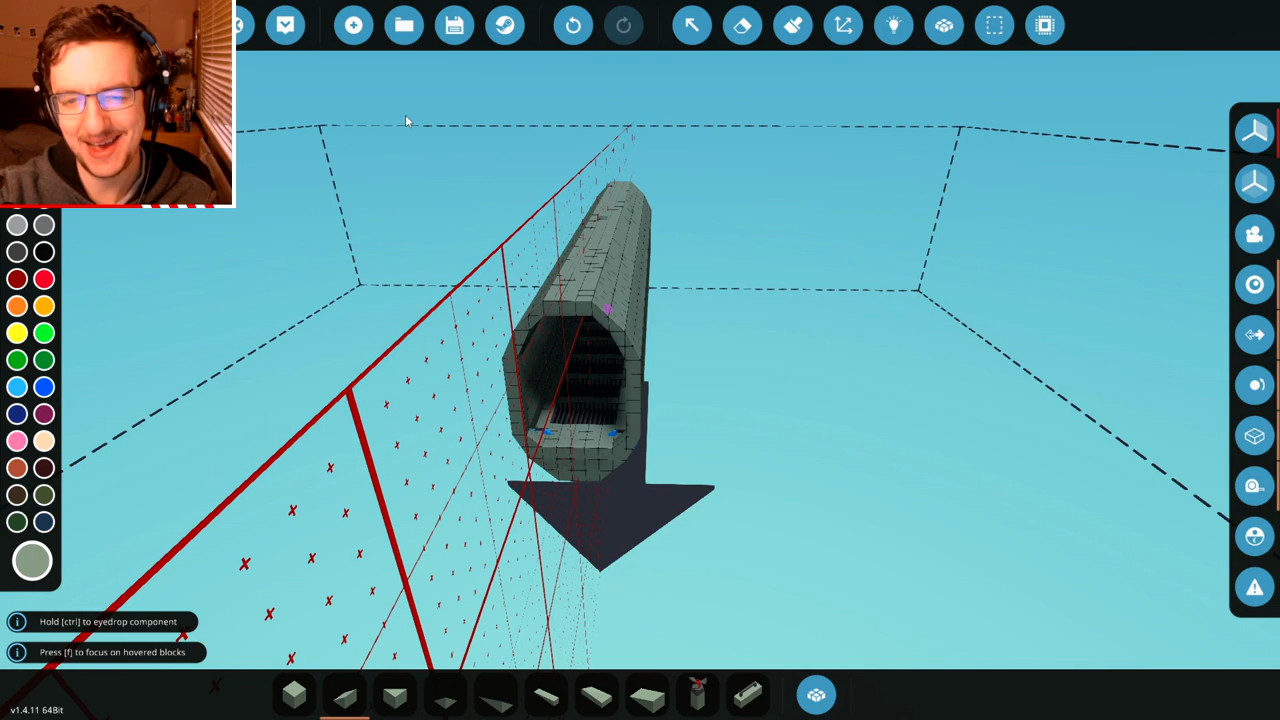 Hold [ctrl] to eyedrop component
Press [f] to focus on hovered blocks
v1.4.11 64Bit